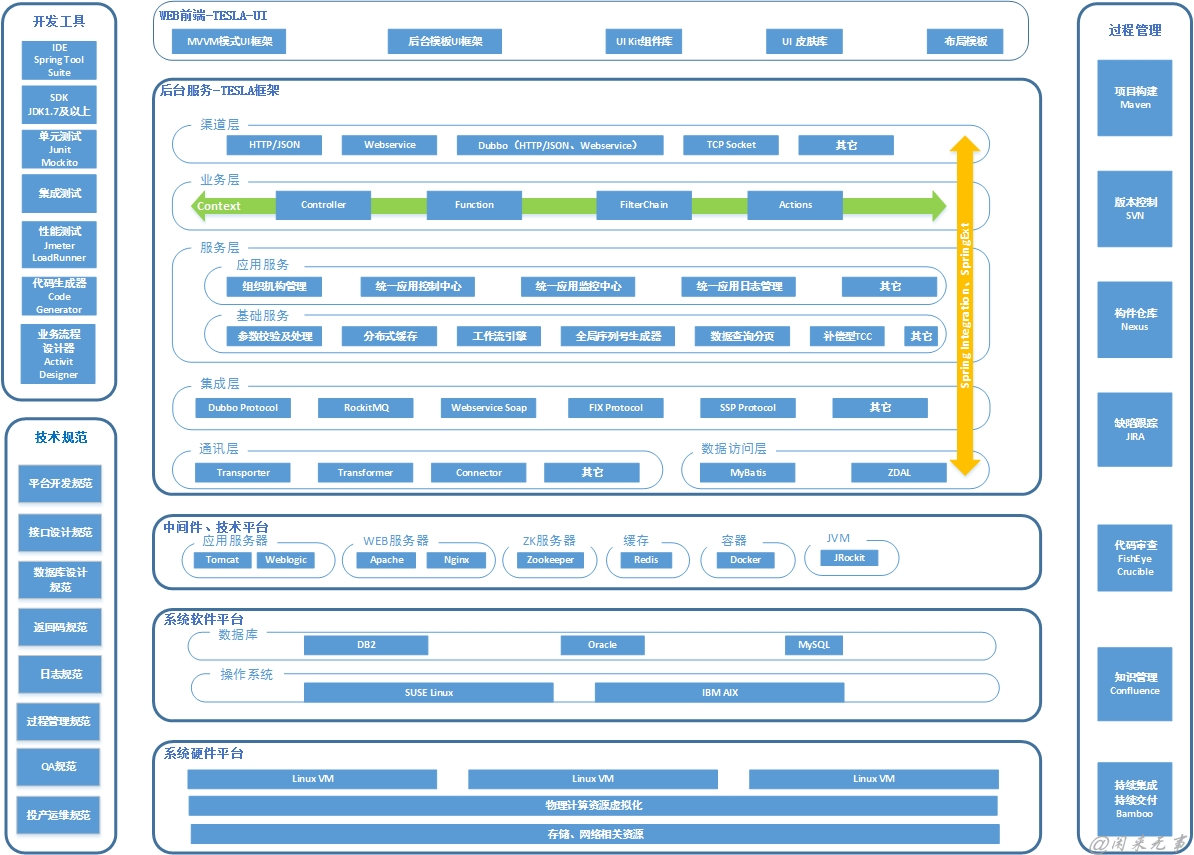 开发工具
IDE
Spring Tool
Suite
SDK
JDK1.7及以上
单元测试
Junit
Mockito
集成测试
性能测试
Jmeter
LoadRunner
代码生成器
Code
Generator
业务流程
设计器
Activit
Designer
技术规范
平台开发规范
接口设计规范
数据库设计
规范
返回码规范
日志规范
过程管理规范
QA规范
投产运维规范
WEB前端-TESLA-UI
MVVM模式UI框架
后台模板UI框架
UI Kit组件库
UI 皮肤库
布局模板
后台服务-TESLA框架
渠道层
HTTP/JSON
Webservice
Dubbo（HTTP/JSON、Webservice）
TCP Socket
其它
业务层
Context
Controller
Function
FilterChain
Actions
服务层
应用服务
组织机构管理
统一应用控制中心
统一应用监控中心
统一应用日志管理
其它
基础服务
参数校验及处理
分布式缓存
工作流引擎
全局序列号生成器
数据查询分页
补偿型TCC
其它
Spring Integration、SpringExt
集成层
Dubbo Protocol
RockitMQ
Webservice Soap
FIX Protocol
SSP Protocol
其它
通讯层
Transporter
Transformer
Connector
其它
数据访问层
MyBatis
ZDAL
中间件、技术平台
应用服务器
Tomcat
Weblogic
WEB服务器
Apache
Nginx
ZK服务器
Zookeeper
缓存
Redis
容器
Docker
JVM
JRockit
系统软件平台
数据库
DB2
Oracle
MySQL
操作系统
SUSE Linux
IBM AIX
系统硬件平台
Linux VM
Linux VM
Linux VM
物理计算资源虚拟化
存储、网络相关资源
过程管理
项目构建
Maven
版本控制
SVN
构件仓库
Nexus
缺陷跟踪
JIRA
代码审查
FishEye
Crucible
知识管理
Confluence
持续集成
持续交付
Bamboo
@闲来无事